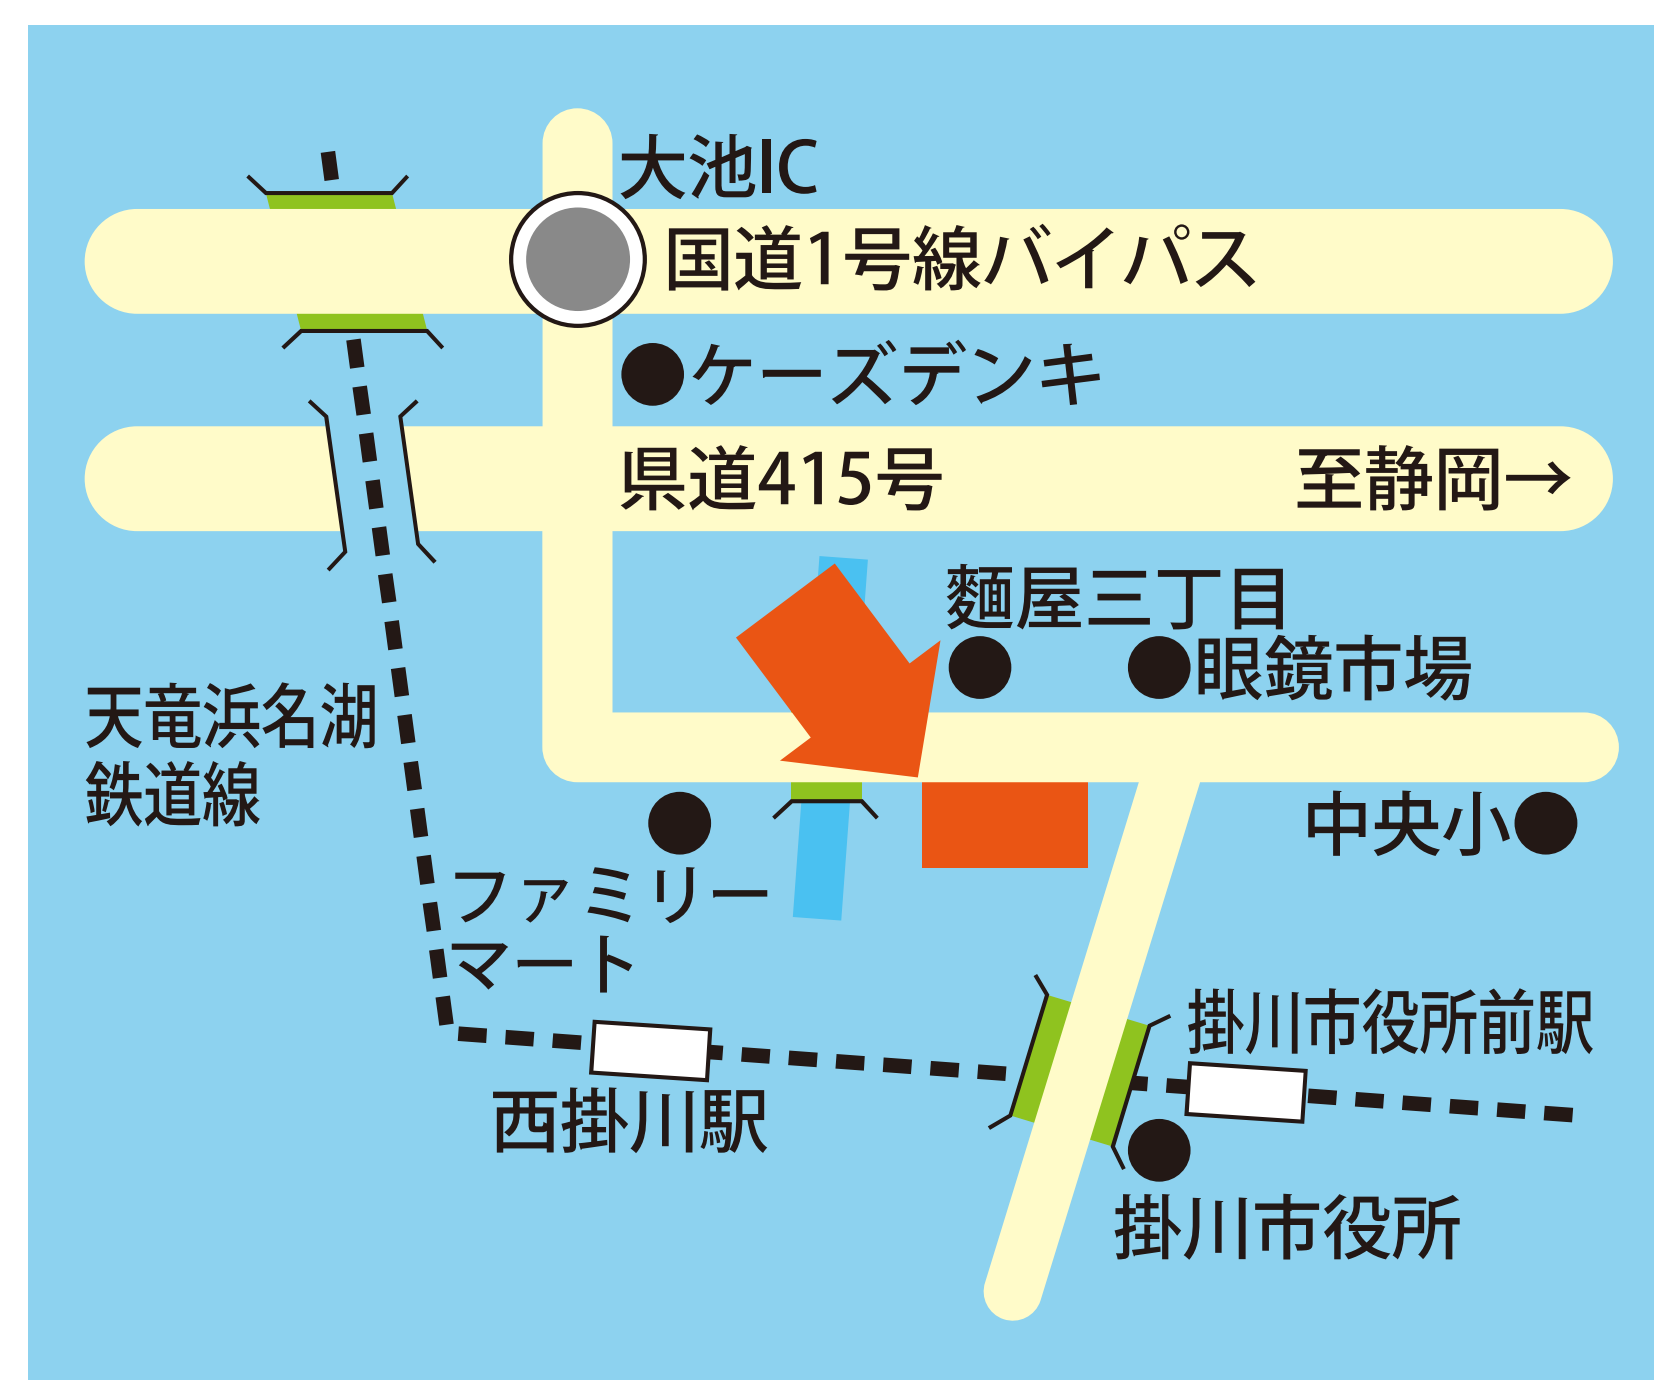 大池IC
国道1号線バイパス
ケーズデンキ
県道415号
至静岡→
麵屋三丁目
眼鏡市場
天竜浜名湖
鉄道線
中央小
ファミリー
マート
掛川市役所前駅
西掛川駅
掛川市役所